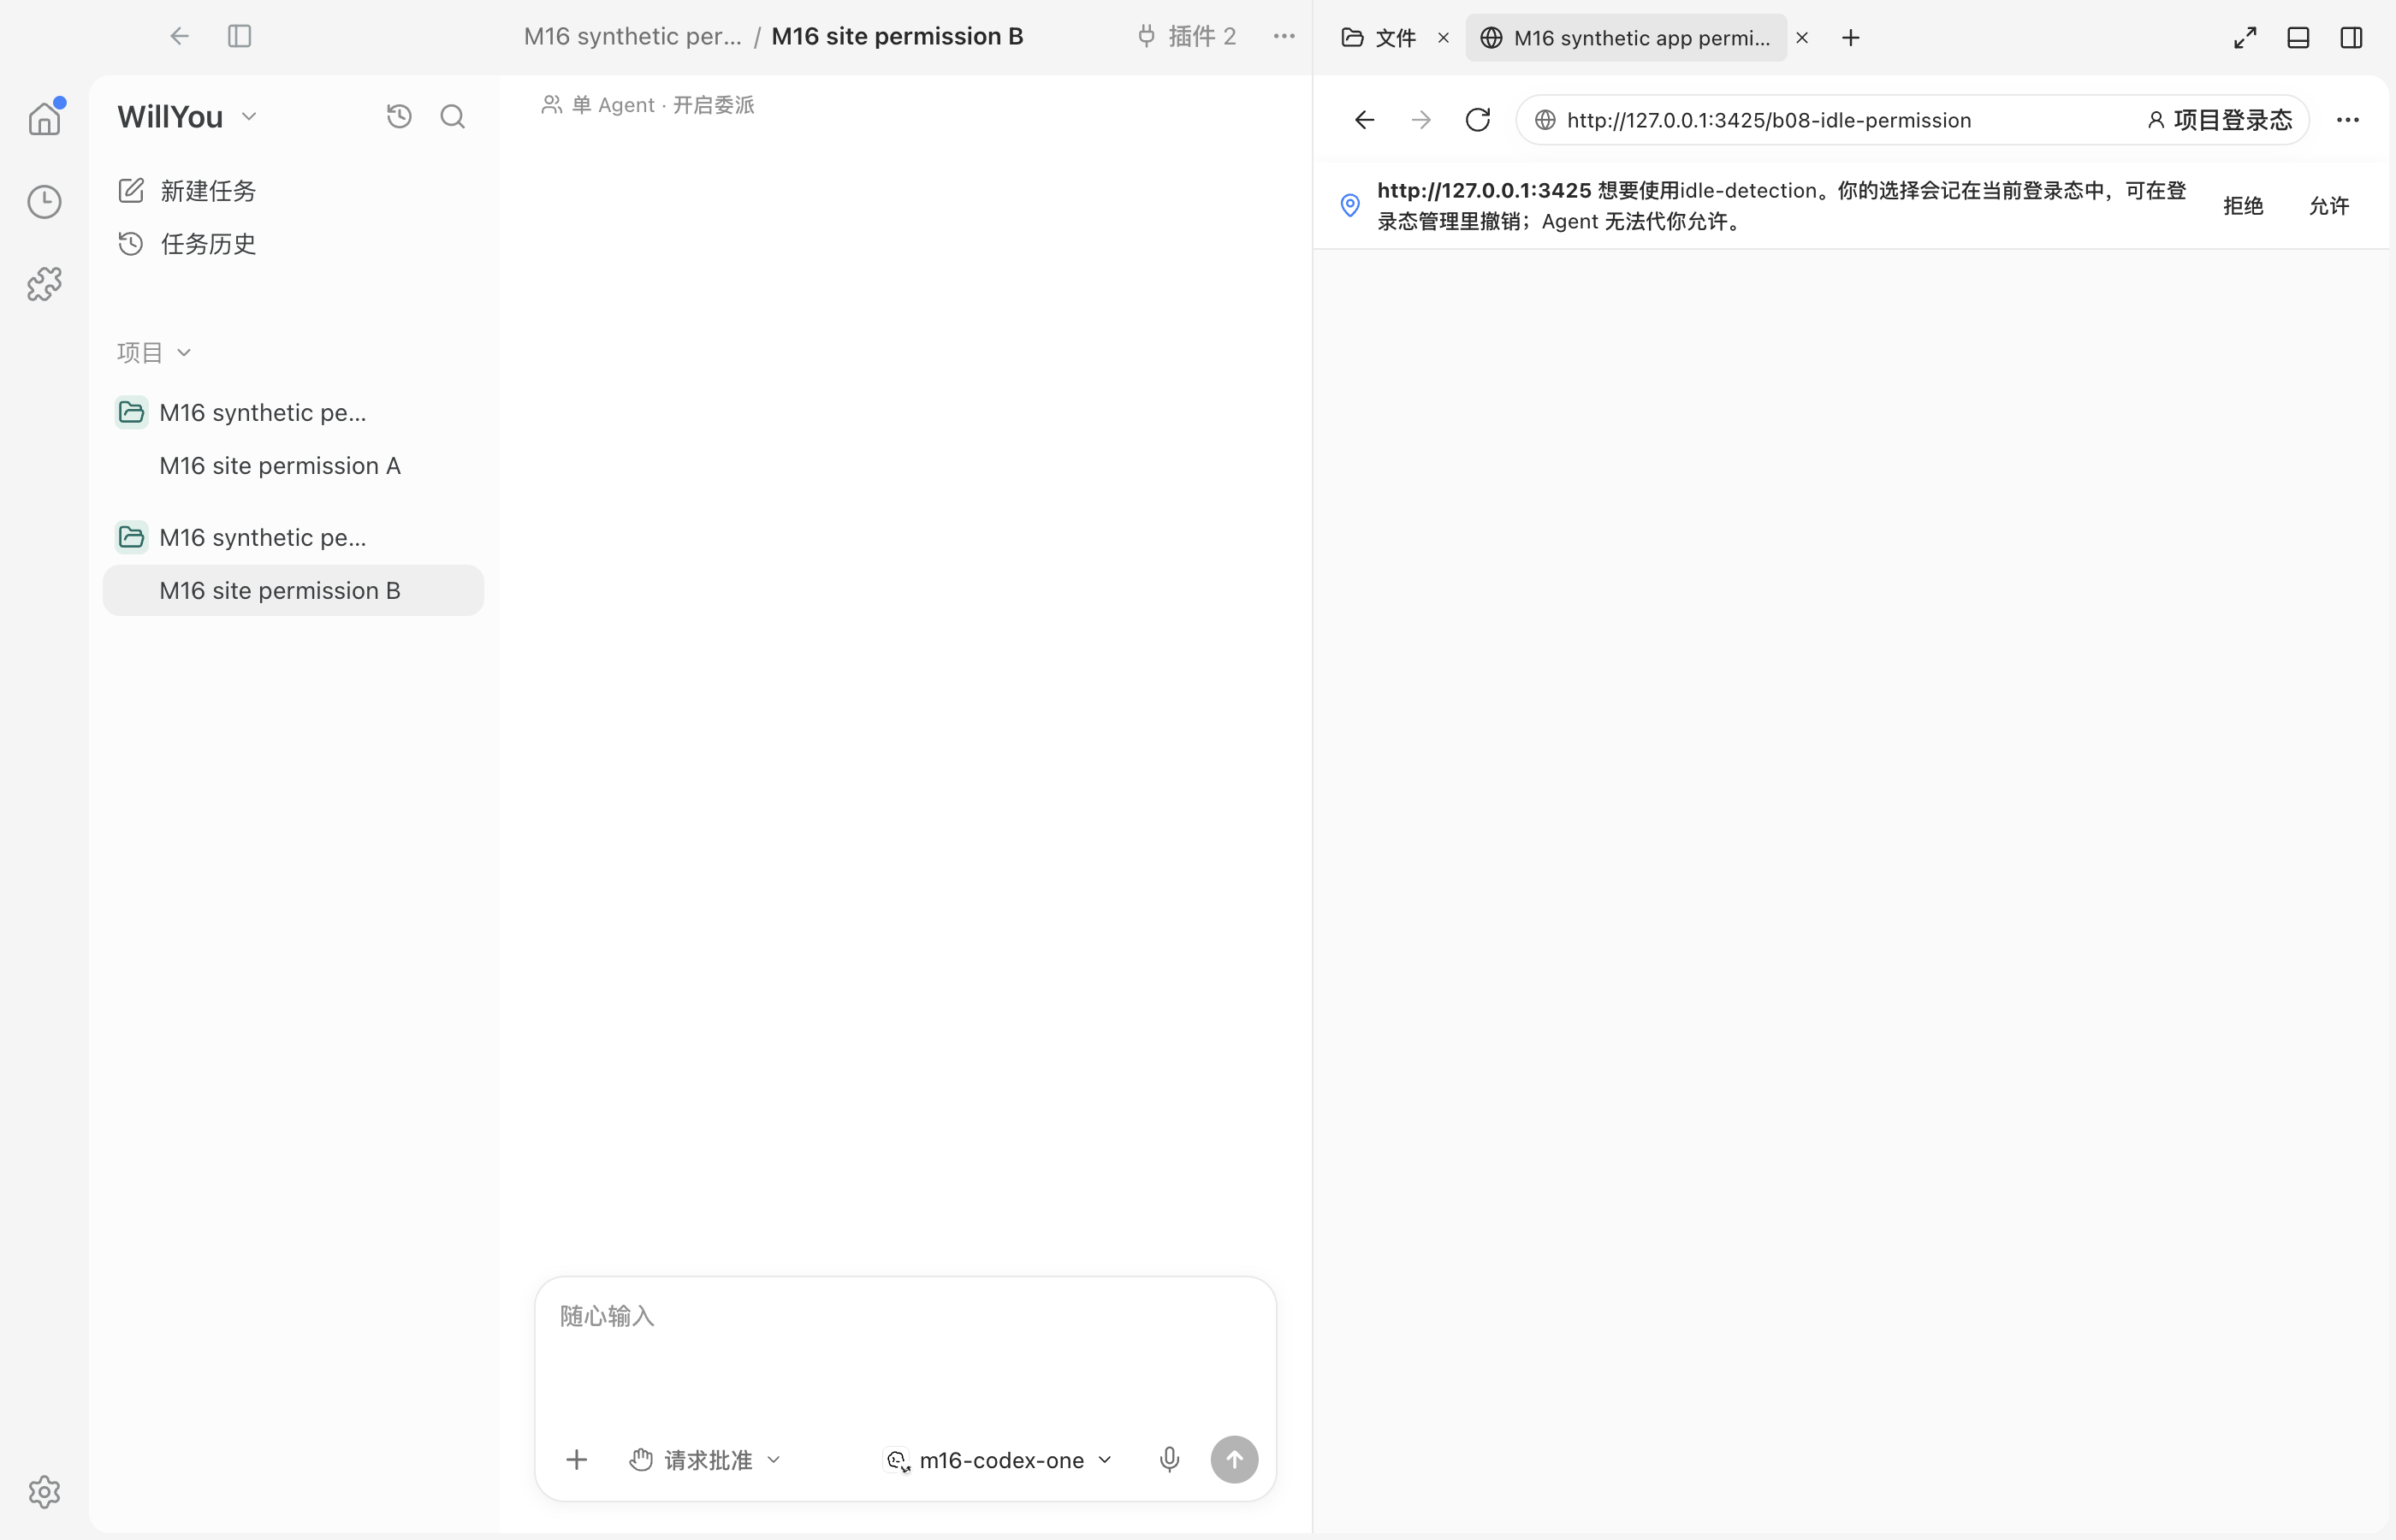 M16 synthetic per... / M16 site permission B
插件 2
文件
M16 synthetic app permi...
WillYou
新建任务
任务历史
项目
M16 synthetic pe...
M16 site permission A
M16 synthetic pe...
M16 site permission B
单 Agent · 开启委派
随心输入
请求批准
m16-codex-one
http://127.0.0.1:3425/b08-idle-permission
项目登录态
http://127.0.0.1:3425 想要使用idle-detection。你的选择会记在当前登录态中，可在登
录态管理里撤销；Agent 无法代你允许。
拒绝
允许